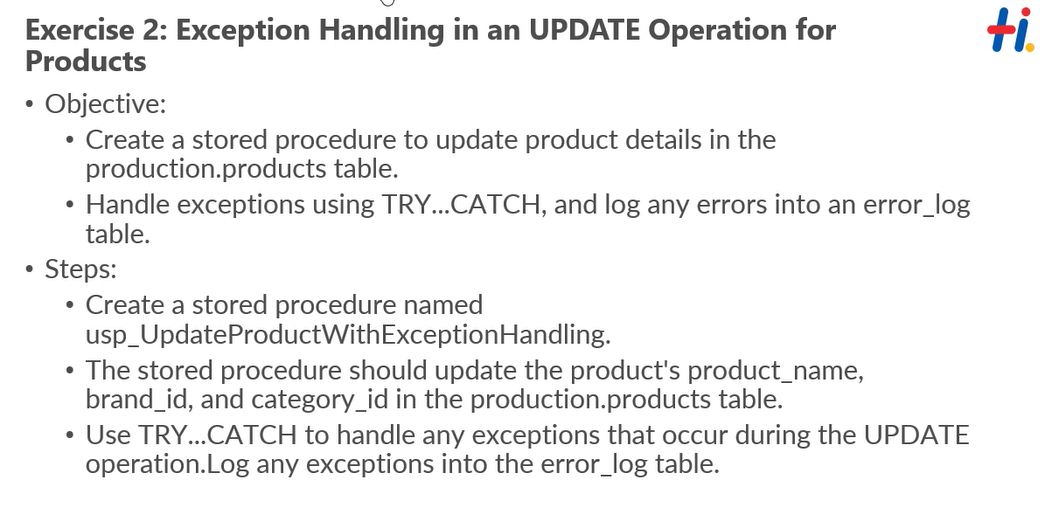 Exercise 2: Exception Handling in an UPDATE Operation for
Products
• Objective:
• Create a stored procedure to update product details in the
production.products table.
• Handle exceptions using TRY...CATCH, and log any errors into an error_log
table.
• Steps:
• Create a stored procedure named
usp_UpdateProductWithExceptionHandling.
• The stored procedure should update the product's product_name,
brand_id, and category_id in the production.products table.
• Use TRY...CATCH to handle any exceptions that occur during the UPDATE
operation.Log any exceptions into the error_log table.